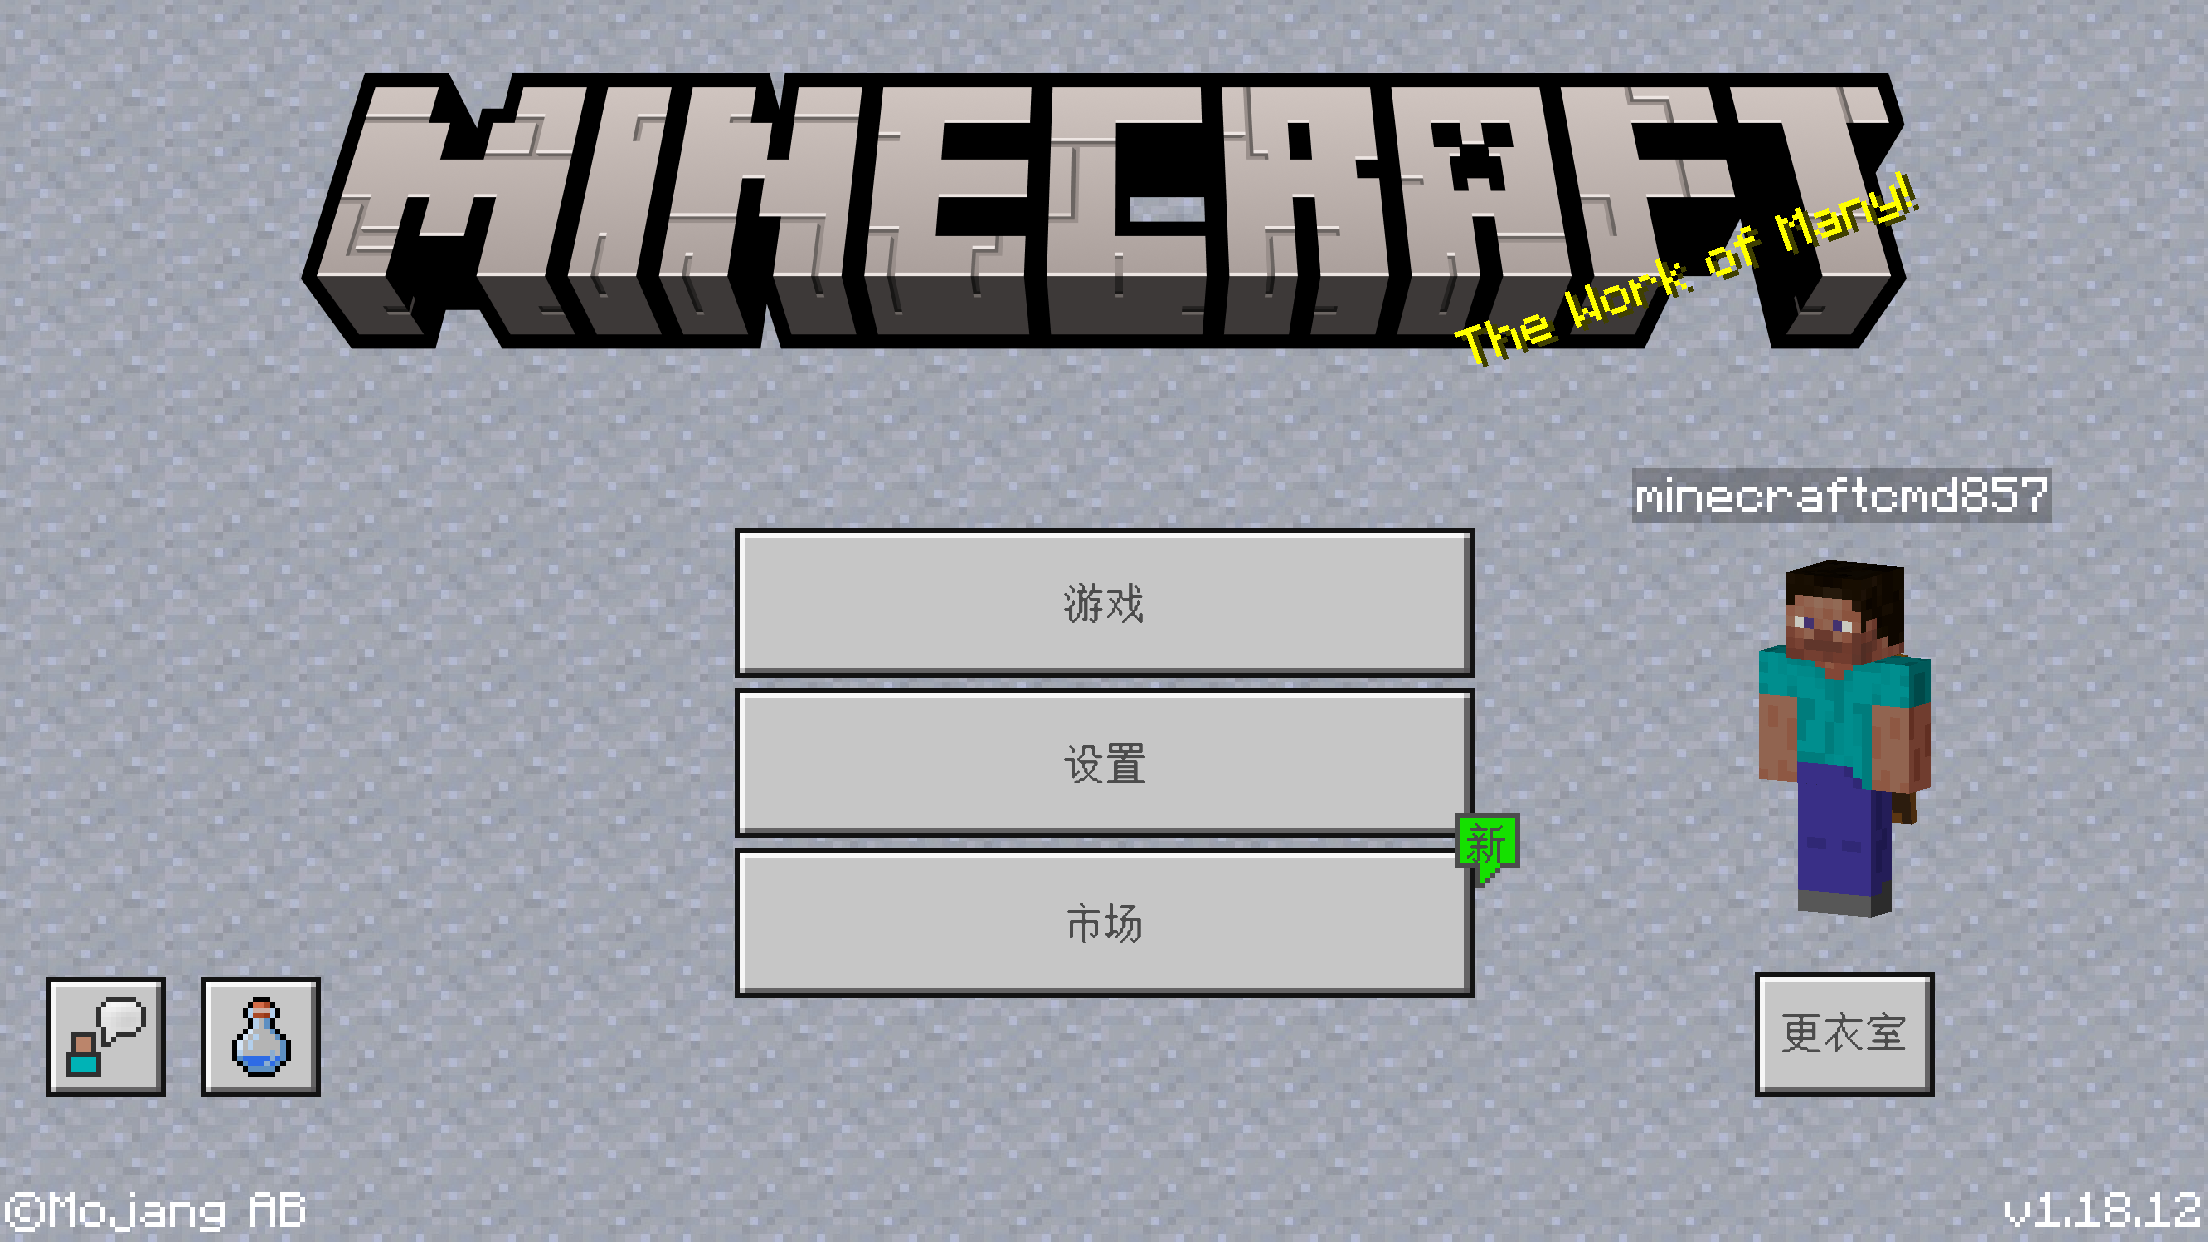 MINECRAFT
The Work of Many!
minecraftcmd857
游戏
设置
新
市场
更衣室
©Mojang AB
v1.18.12